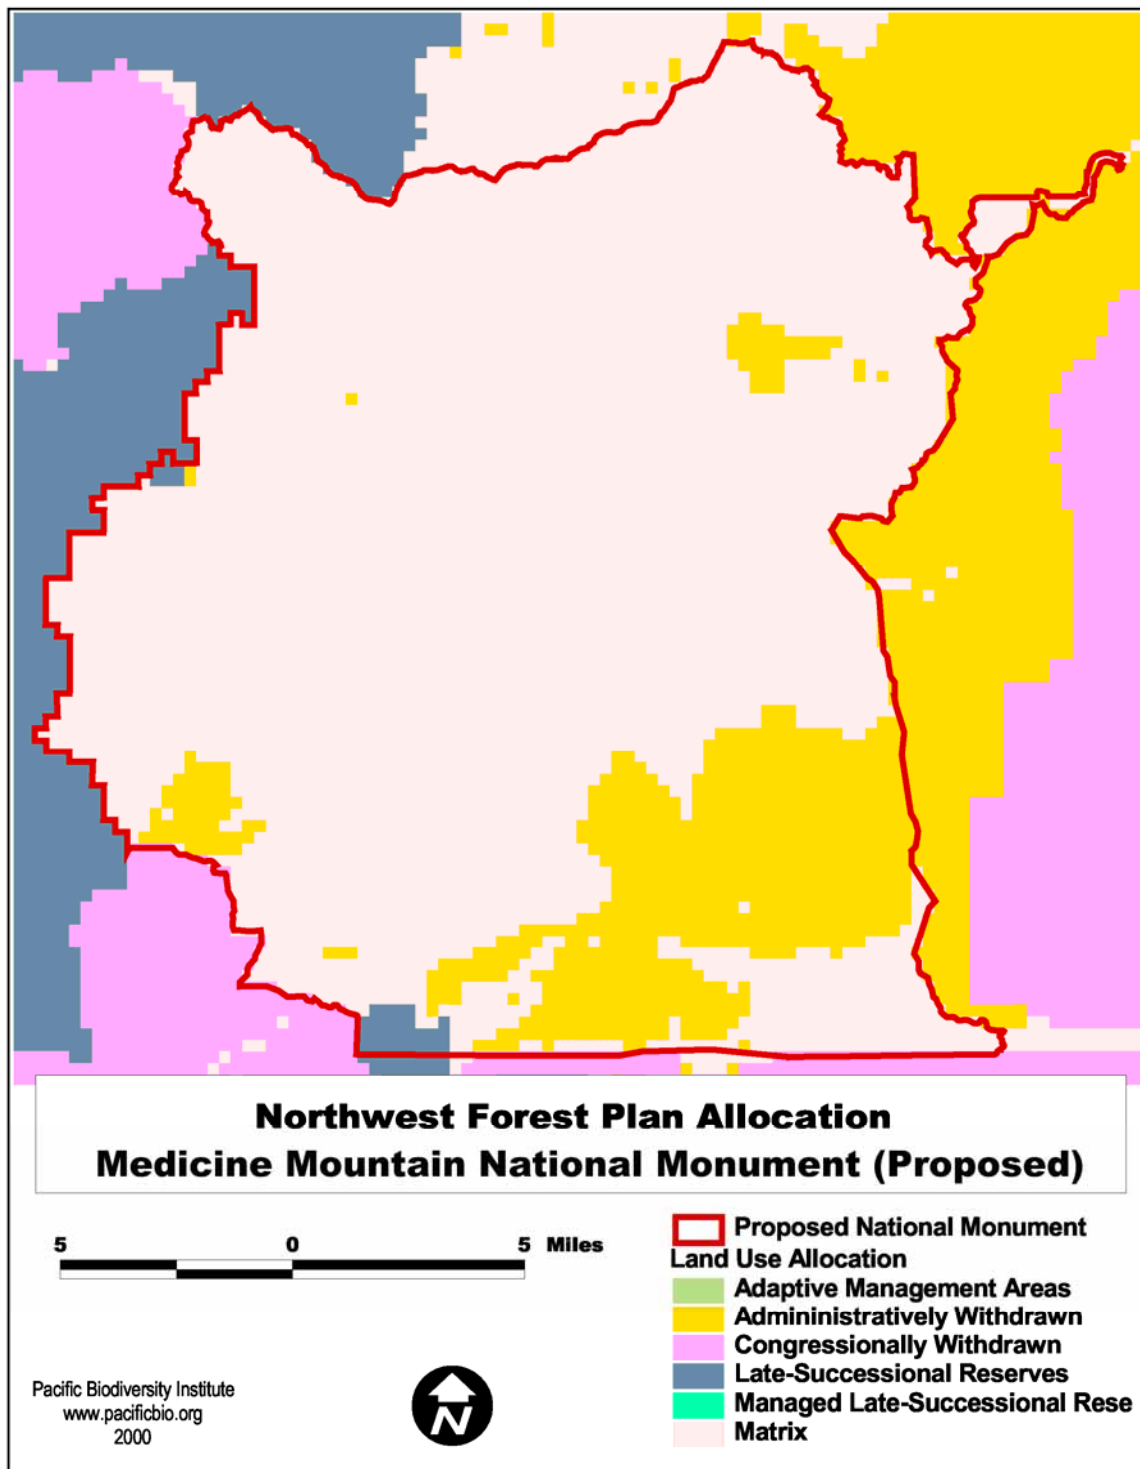 Northwest Forest Plan Allocation
Medicine Mountain National Monument (Proposed)
5 0 5 Miles
Proposed National Monument
Land Use Allocation
Adaptive Management Areas
Admininistratively Withdrawn
Congressionally Withdrawn
Late-Successional Reserves
Managed Late-Successional Rese
Matrix
Pacific Biodiversity Institute
www.pacificbio.org
2000
N